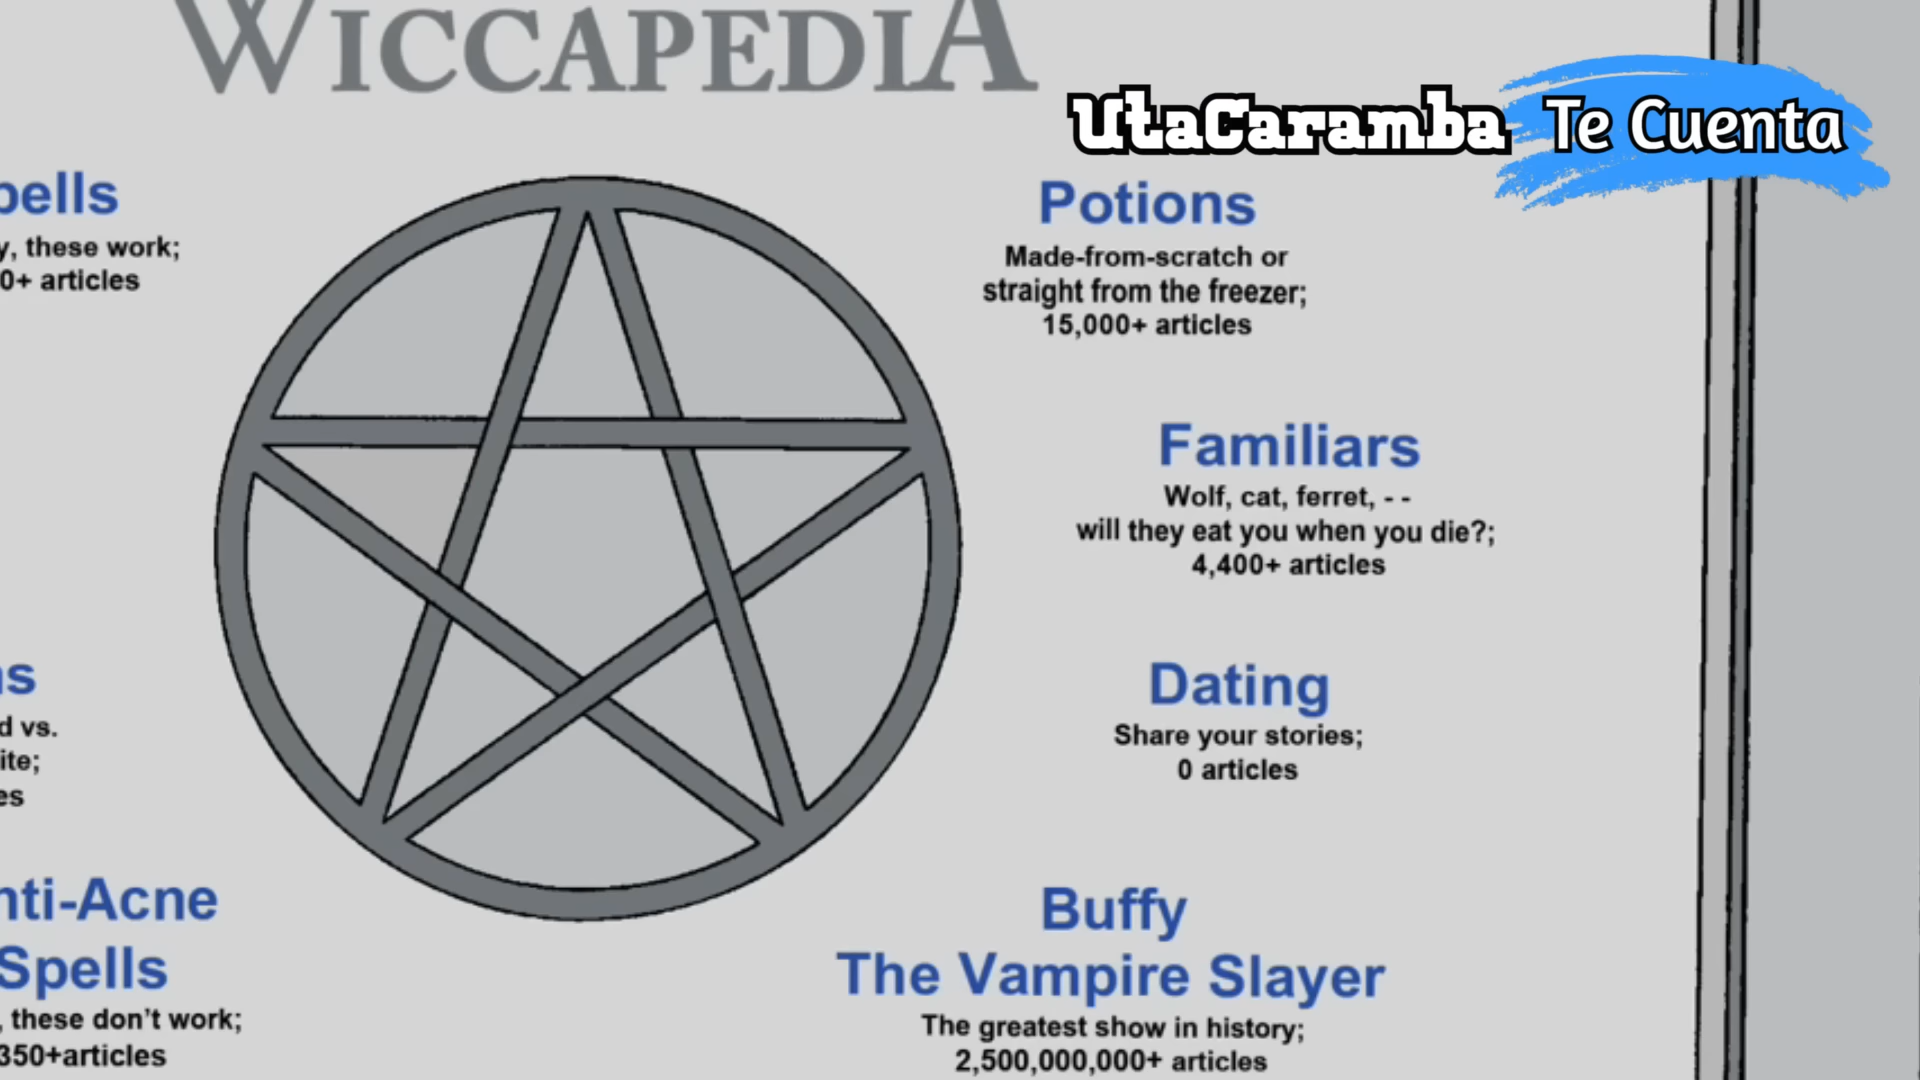 WICCAPEDIA
UtaCaramba Te Cuenta
pells
y, these work;
0+ articles
Potions
Made-from-scratch or
straight from the freezer;
15,000+ articles
Familiars
Wolf, cat, ferret, - -
will they eat you when you die?;
4,400+ articles
s
d vs.
ite;
es
Dating
Share your stories;
0 articles
nti-Acne
Spells
, these don't work;
350+articles
Buffy
The Vampire Slayer
The greatest show in history;
2,500,000,000+ articles